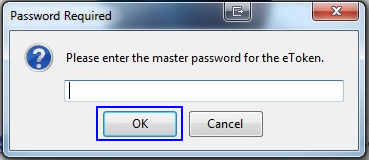 Password Required
Please enter the master password for the eToken.
OK
Cancel